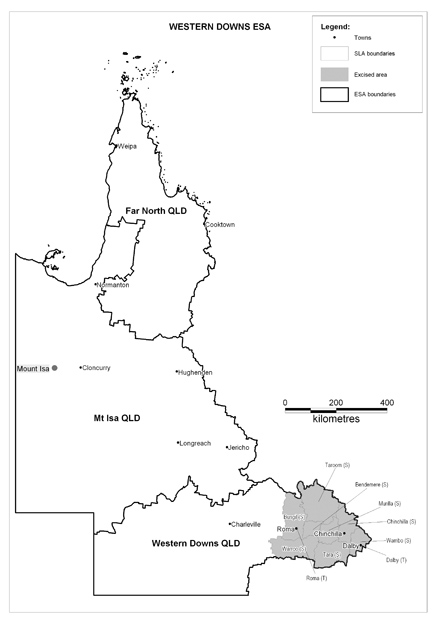 WESTERN DOWNS ESA
Legend:
Towns
SLA boundaries
Excised area
ESA boundaries
Weipa
Far North QLD
Cooktown
Normanton
Mount Isa
Cloncurry
Hughenden
0 200 400
kilometres
Mt Isa QLD
Longreach
Jericho
Taroom (S)
Bendemere (S)
Murilla (S)
Bungil (S)
Chinchilla (S)
Charleville
Roma
Chinchilla
Wambo (S)
Western Downs QLD
Warroo (S)
Tara (S)
Dalby
Dalby (T)
Roma (T)